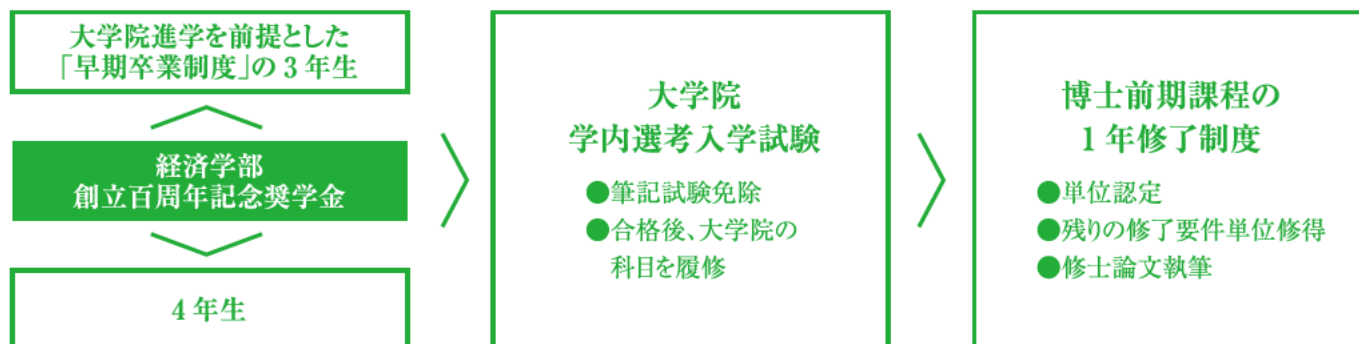 大学院進学を前提とした
「早期卒業制度」の3年生
経済学部
創立百周年記念奨学金
4年生
大学院
学内選考入学試験
●筆記試験免除
●合格後、大学院の
科目を履修
博士前期課程の
1年修了制度
●単位認定
●残りの修了要件単位修得
●修士論文執筆